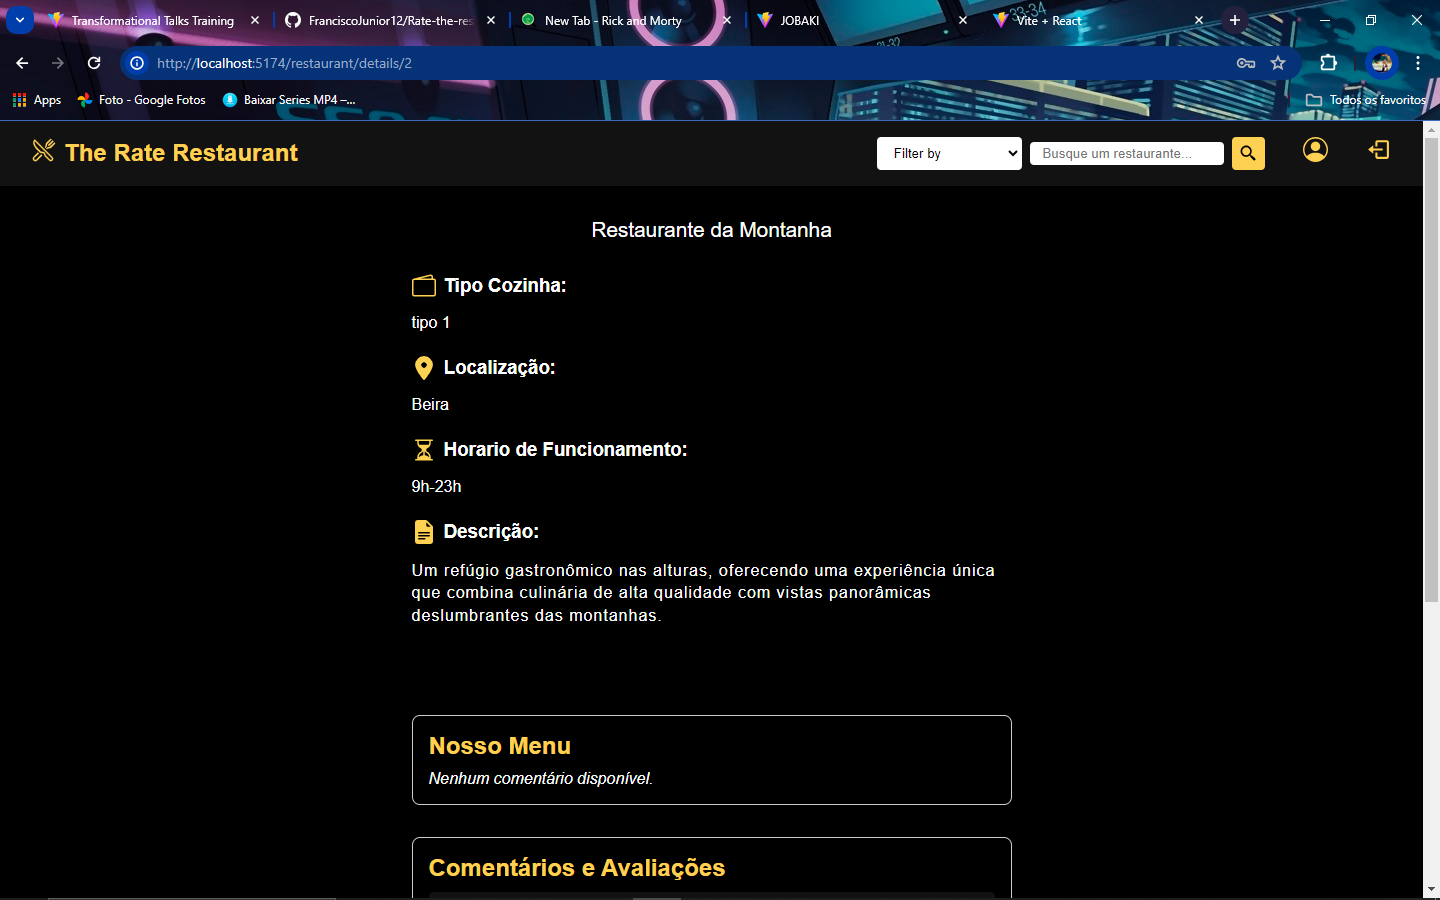 Transformational Talks Training
FranciscoJunior12/Rate-the-res
New Tab - Rick and Morty
JOBAKI
Vite + React
33-34
http://localhost:5174/restaurant/details/2
Apps
Foto - Google Fotos
Baixar Series MP4 –...
Todos os favoritos
The Rate Restaurant
Filter by
Busque um restaurante...
Restaurante da Montanha
Tipo Cozinha:
tipo 1
Localização:
Beira
Horario de Funcionamento:
9h-23h
Descrição:
Um refúgio gastronômico nas alturas, oferecendo uma experiência única
que combina culinária de alta qualidade com vistas panorâmicas
deslumbrantes das montanhas.
Nosso Menu
Nenhum comentário disponível.
Comentários e Avaliações